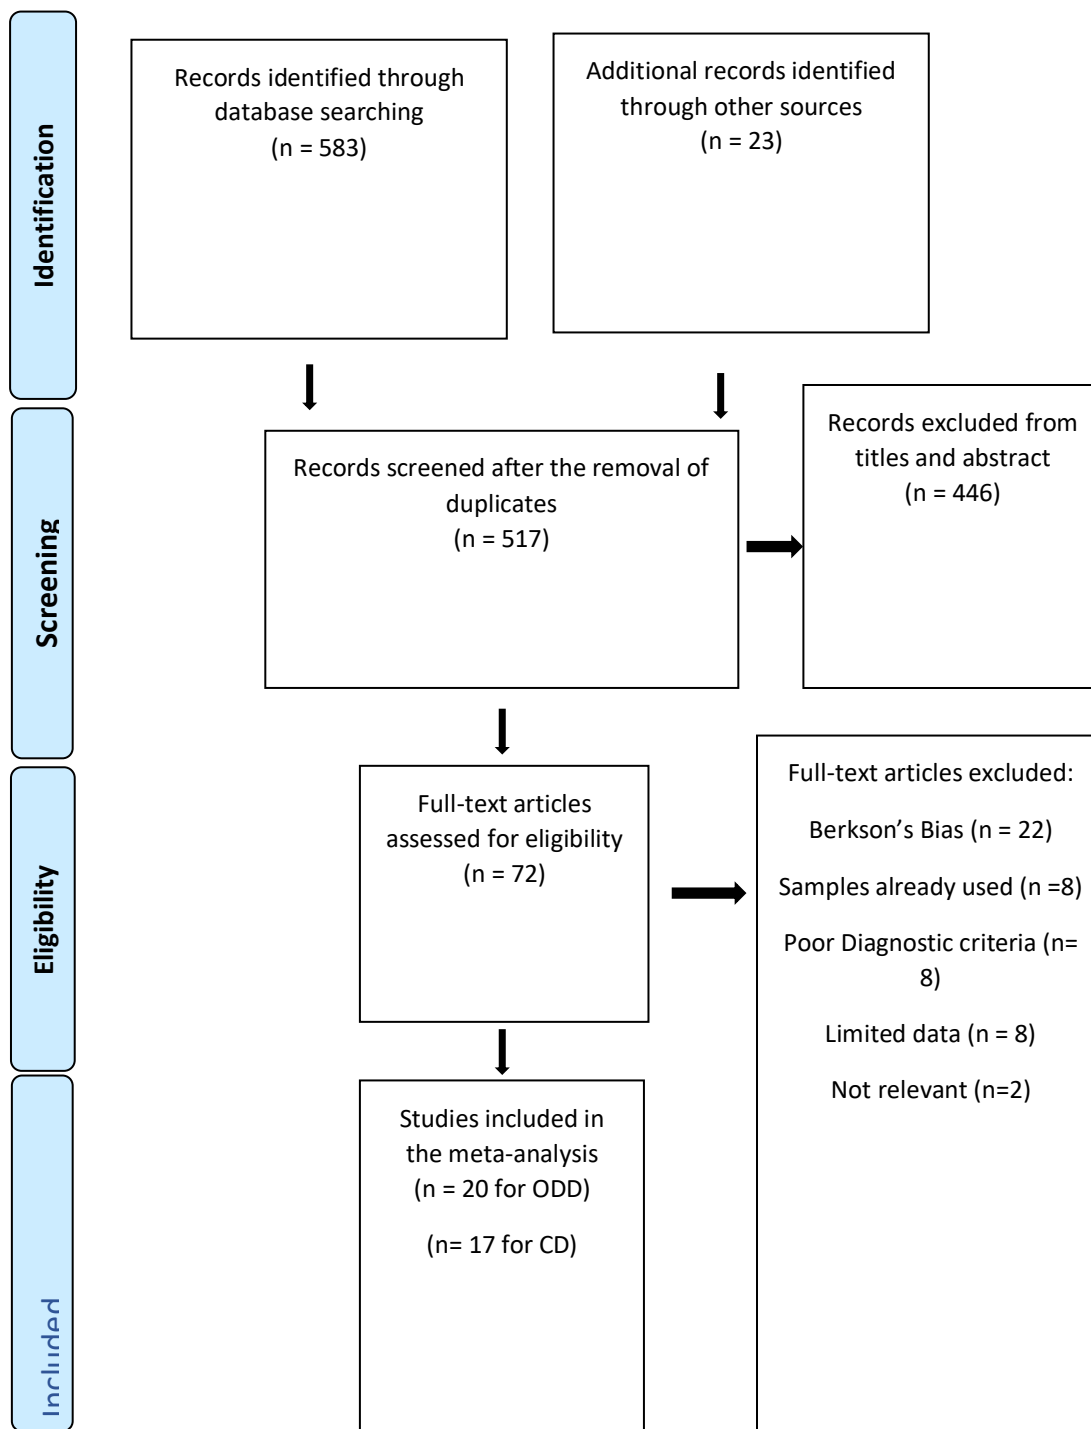 Identification
Records identified through
database searching
(n = 583)
Additional records identified
through other sources
(n = 23)
Screening
Records screened after the removal of
duplicates
(n = 517)
Records excluded from
titles and abstract
(n = 446)
Eligibility
Full-text articles
assessed for eligibility
(n = 72)
Full-text articles excluded:
Berkson’s Bias (n = 22)
Samples already used (n =8)
Poor Diagnostic criteria (n=
8)
Limited data (n = 8)
Not relevant (n=2)
Included
Studies included in
the meta-analysis
(n = 20 for ODD)
(n= 17 for CD)